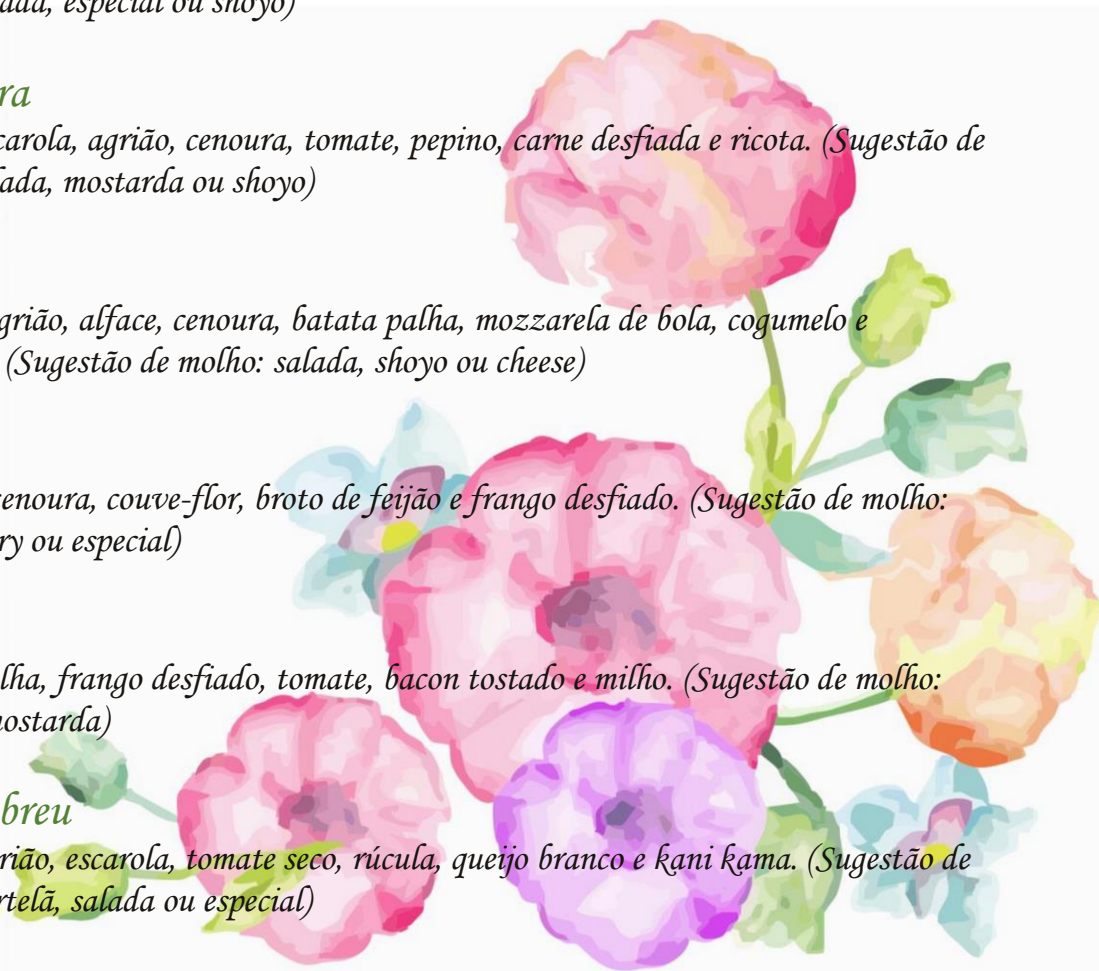 ada, especial ou shoyo)
ra
carola, agrião, cenoura, tomate, pepino, carne desfiada e ricota. (Sugestão de
ada, mostarda ou shoyo)
grião, alface, cenoura, batata palha, mozzarela de bola, cogumelo e
(Sugestão de molho: salada, shoyo ou cheese)
cenoura, couve-flor, broto de feijão e frango desfiado. (Sugestão de molho:
ry ou especial)
lha, frango desfiado, tomate, bacon tostado e milho. (Sugestão de molho:
mostarda)
breu
rião, escarola, tomate seco, rúcula, queijo branco e kani kama. (Sugestão de
rtelã, salada ou especial)